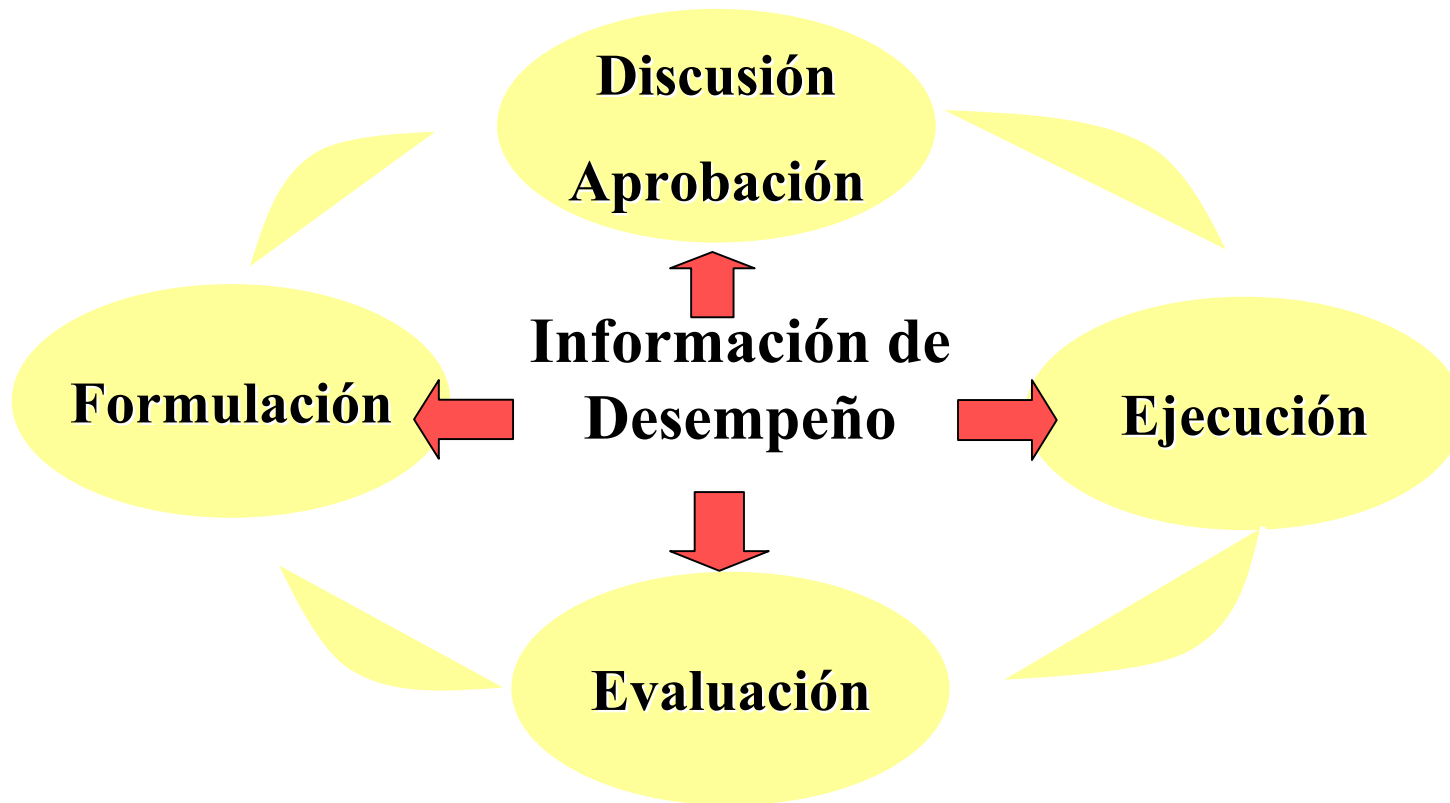 Discusión
Aprobación
Información de
Desempeño
Formulación
Ejecución
Evaluación